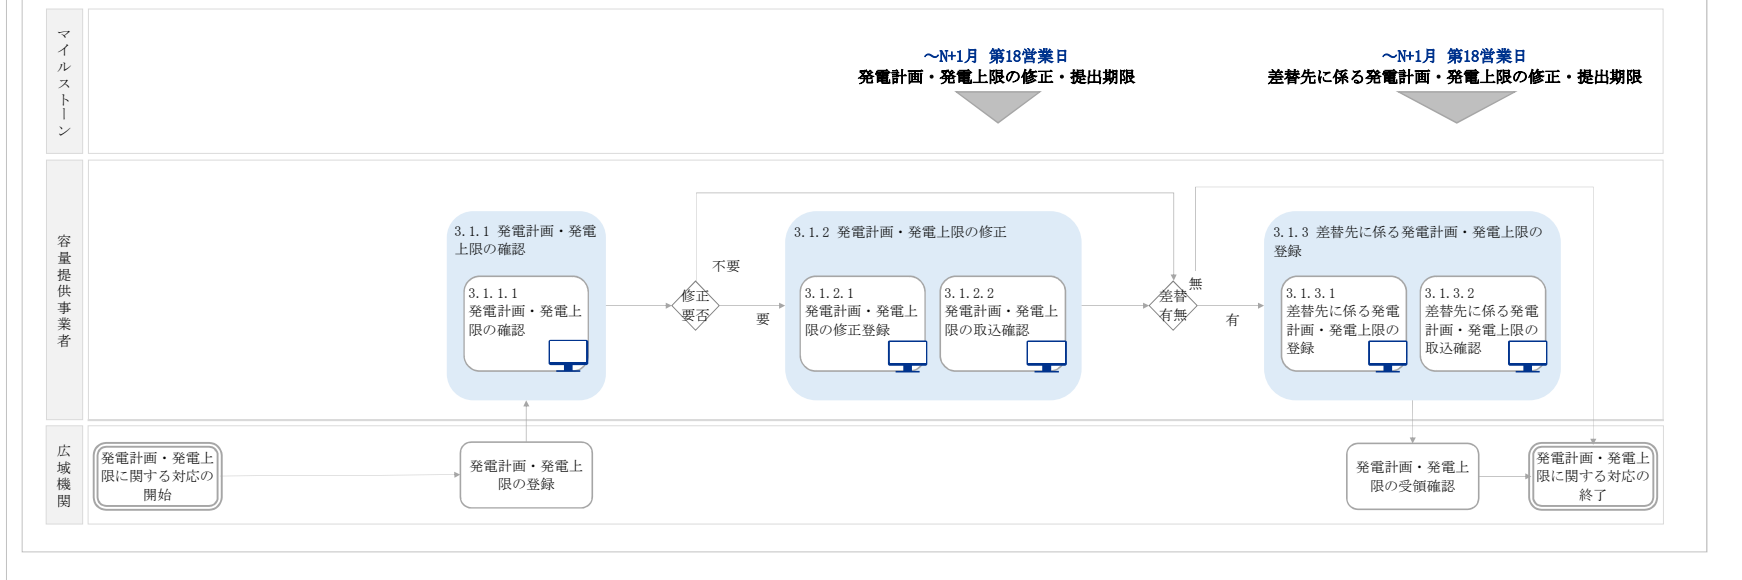 マイルストーン
～N+1月 第18営業日
発電計画・発電上限の修正・提出期限
～N+1月 第18営業日
差替先に係る発電計画・発電上限の修正・提出期限
容量提供事業者
3.1.1 発電計画・発電
上限の確認
3.1.1.1
発電計画・発電上
限の確認
修正
要否
不要
要
3.1.2 発電計画・発電上限の修正
3.1.2.1
発電計画・発電上
限の修正登録
3.1.2.2
発電計画・発電上
限の取込確認
差替
有無
無
有
3.1.3 差替先に係る発電計画・発電上限の
登録
3.1.3.1
差替先に係る発電
計画・発電上限の
登録
3.1.3.2
差替先に係る発電
計画・発電上限の
取込確認
広域機関
発電計画・発電上
限に関する対応の
開始
発電計画・発電上
限の登録
発電計画・発電上
限の受領確認
発電計画・発電上
限に関する対応の
終了